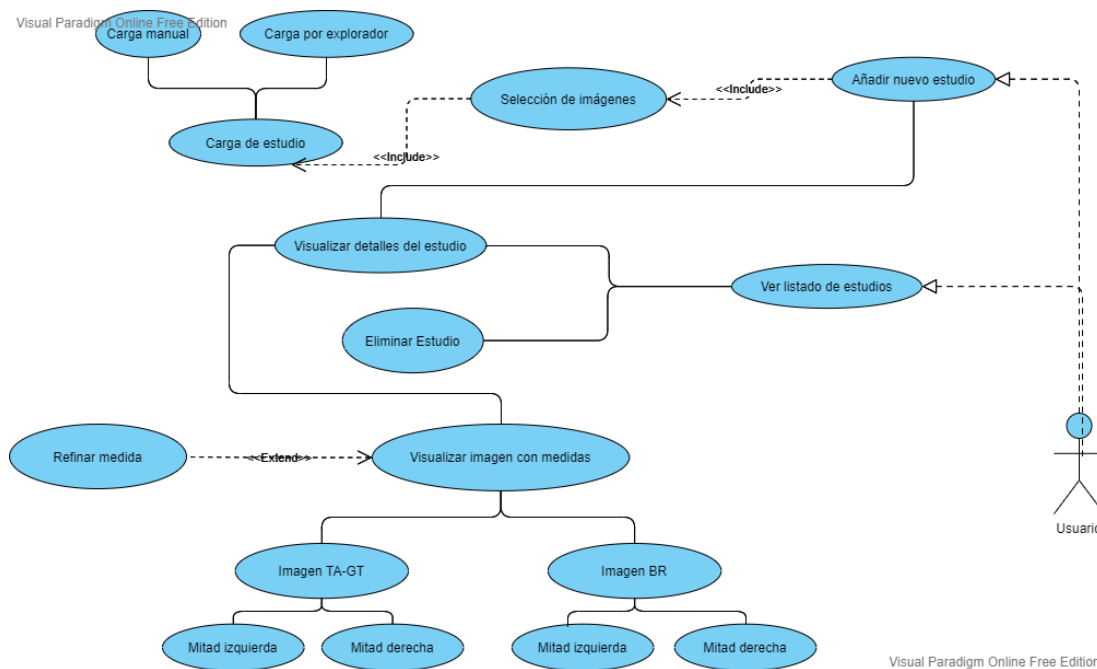 Visual Paradigm Online Free Edition
Carga manual
Carga por explorador
Añadir nuevo estudio
<<Include>>
Selección de imágenes
Carga de estudio
<<Include>>
Visualizar detalles del estudio
Ver listado de estudios
Eliminar Estudio
Refinar medida
<<Extend>>
Visualizar imagen con medidas
Usuario
Imagen TA-GT
Imagen BR
Mitad izquierda
Mitad derecha
Mitad izquierda
Mitad derecha
Visual Paradigm Online Free Edition